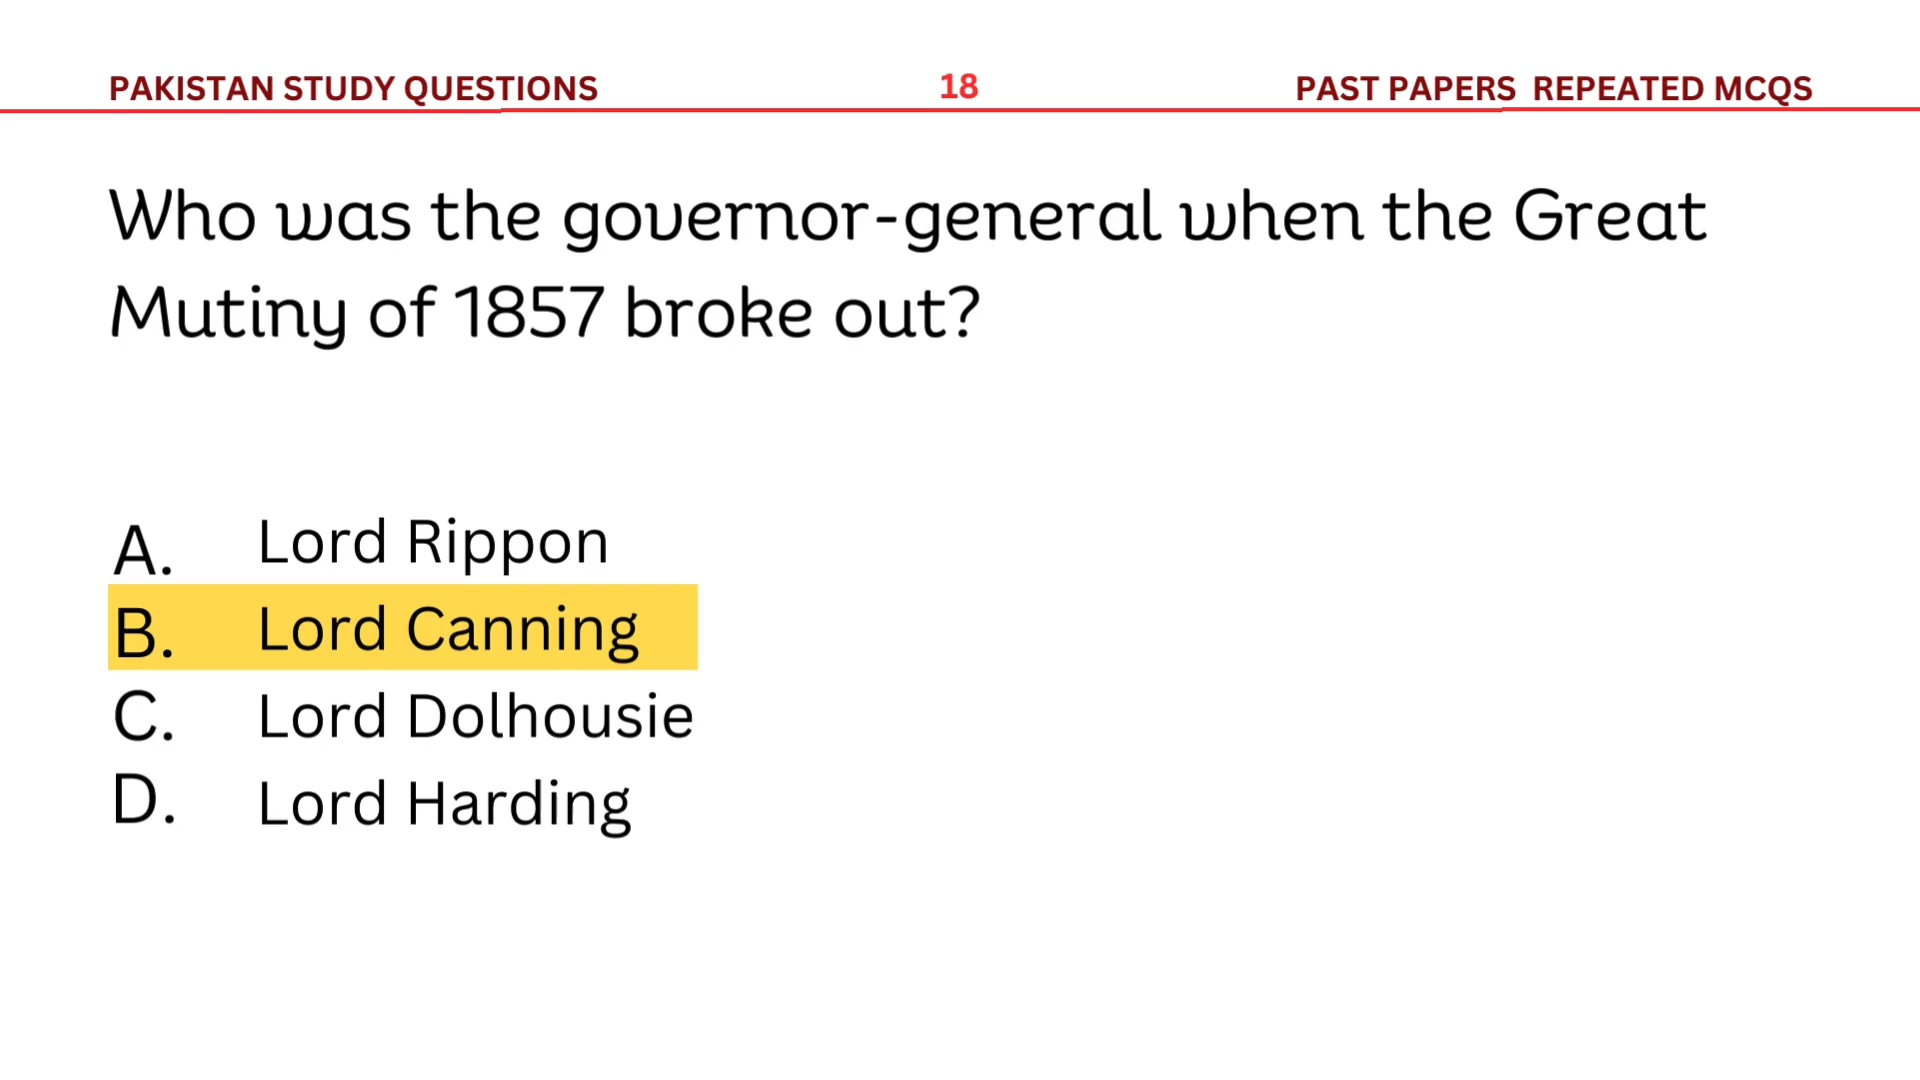 PAKISTAN STUDY QUESTIONS 18 PAST PAPERS REPEATED MCQS
Who was the governor-general when the Great
Mutiny of 1857 broke out?
A. Lord Rippon
B. Lord Canning
C. Lord Dolhousie
D. Lord Harding